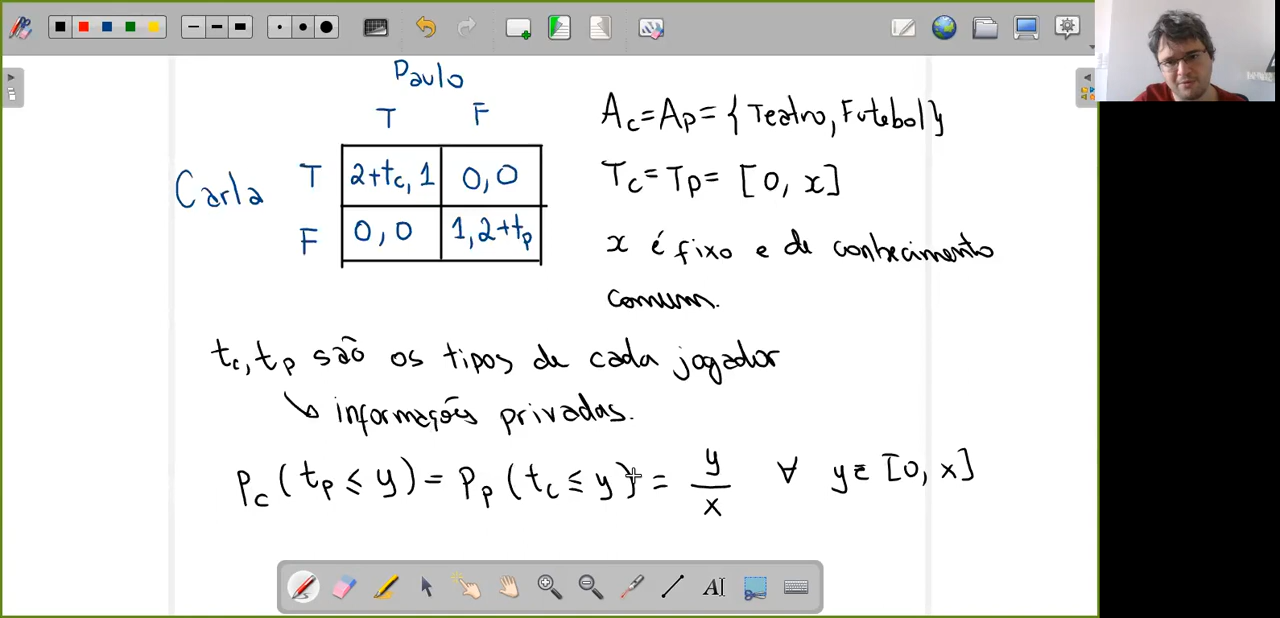 Paulo
T F
Carla
T 2+tc, 1 0, 0
F 0, 0 1, 2+tp
Ac=Ap={Teatro, Futebol}
Tc=Tp=[0, x]
x é fixo e de conhecimento
comum.
tc, tp são os tipos de cada jogador
↳ informações privadas.
Pc(tp ≤ y) = Pp(tc ≤ y) = y/x ∀ y ∈ [0, x]
AI